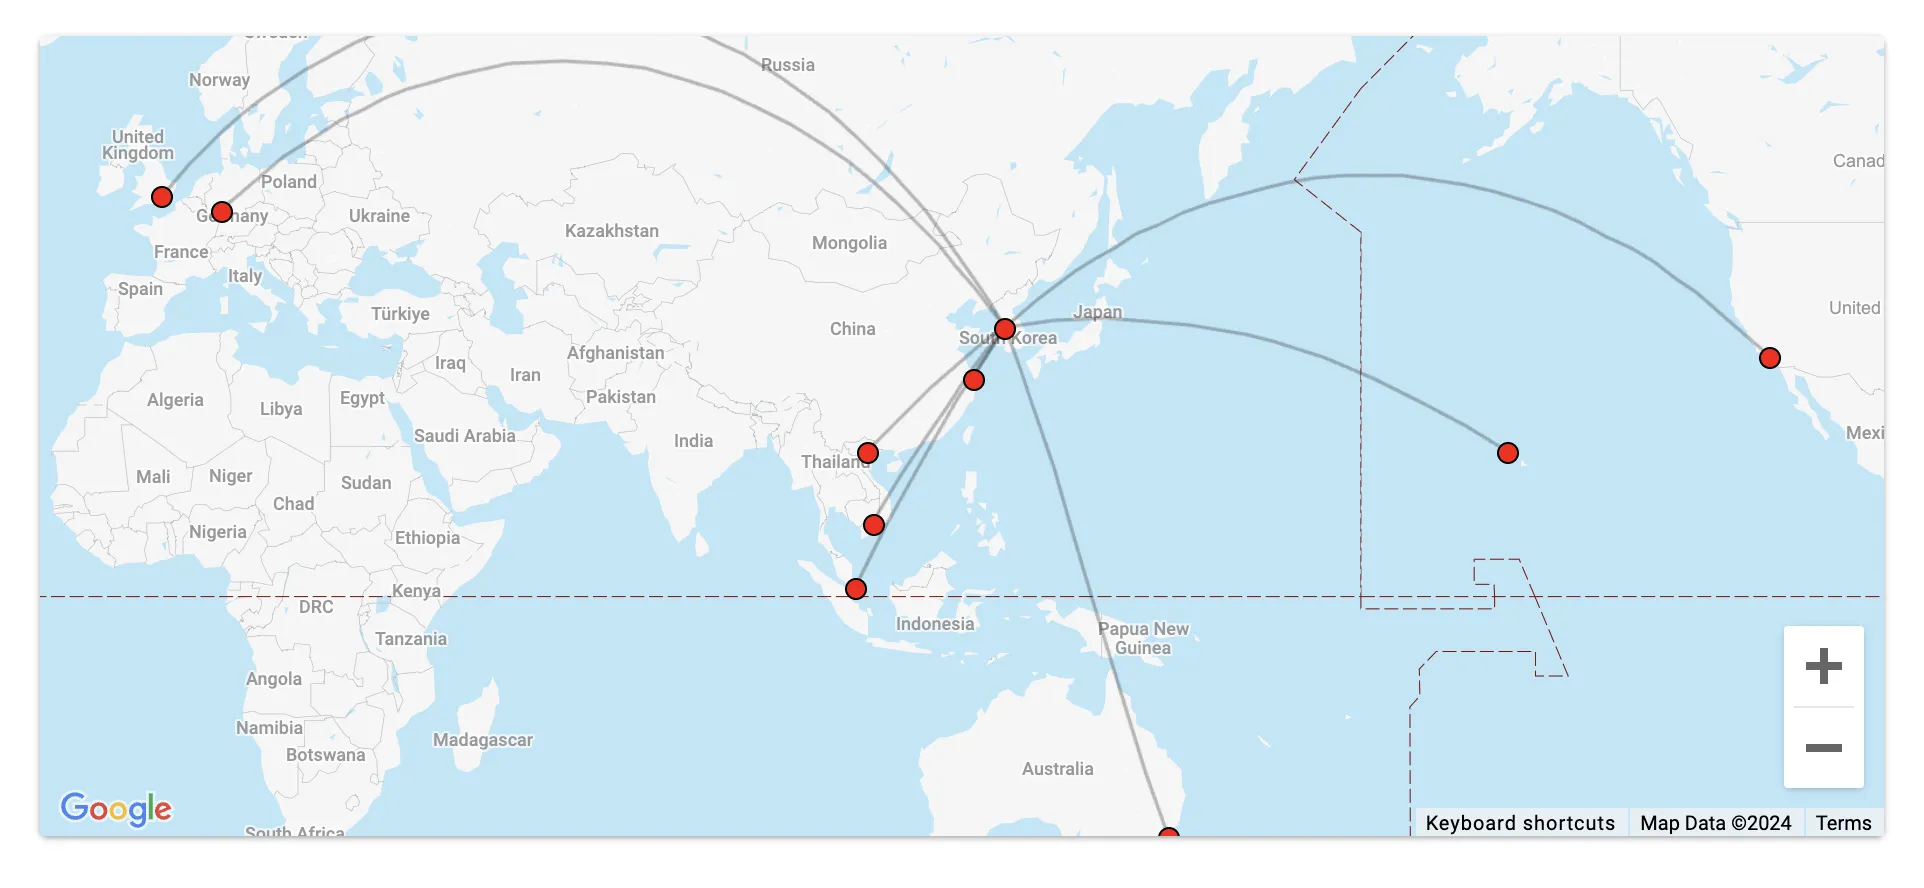 Sweden
Russia
Norway
United
Kingdom
Canad
Poland
Germany
Ukraine
Kazakhstan
Mongolia
France
Italy
Spain
Türkiye
United
Japan
China
South Korea
Afghanistan
Iraq
Iran
Pakistan
Algeria
Libya
Egypt
Saudi Arabia
India
Mexi
Thailand
Mali
Niger
Sudan
Chad
Nigeria
Ethiopia
Kenya
DRC
Indonesia
Papua New
Guinea
Tanzania
Angola
Namibia
Botswana
Madagascar
Australia
Google
South Africa
Keyboard shortcuts
Map Data ©2024
Terms